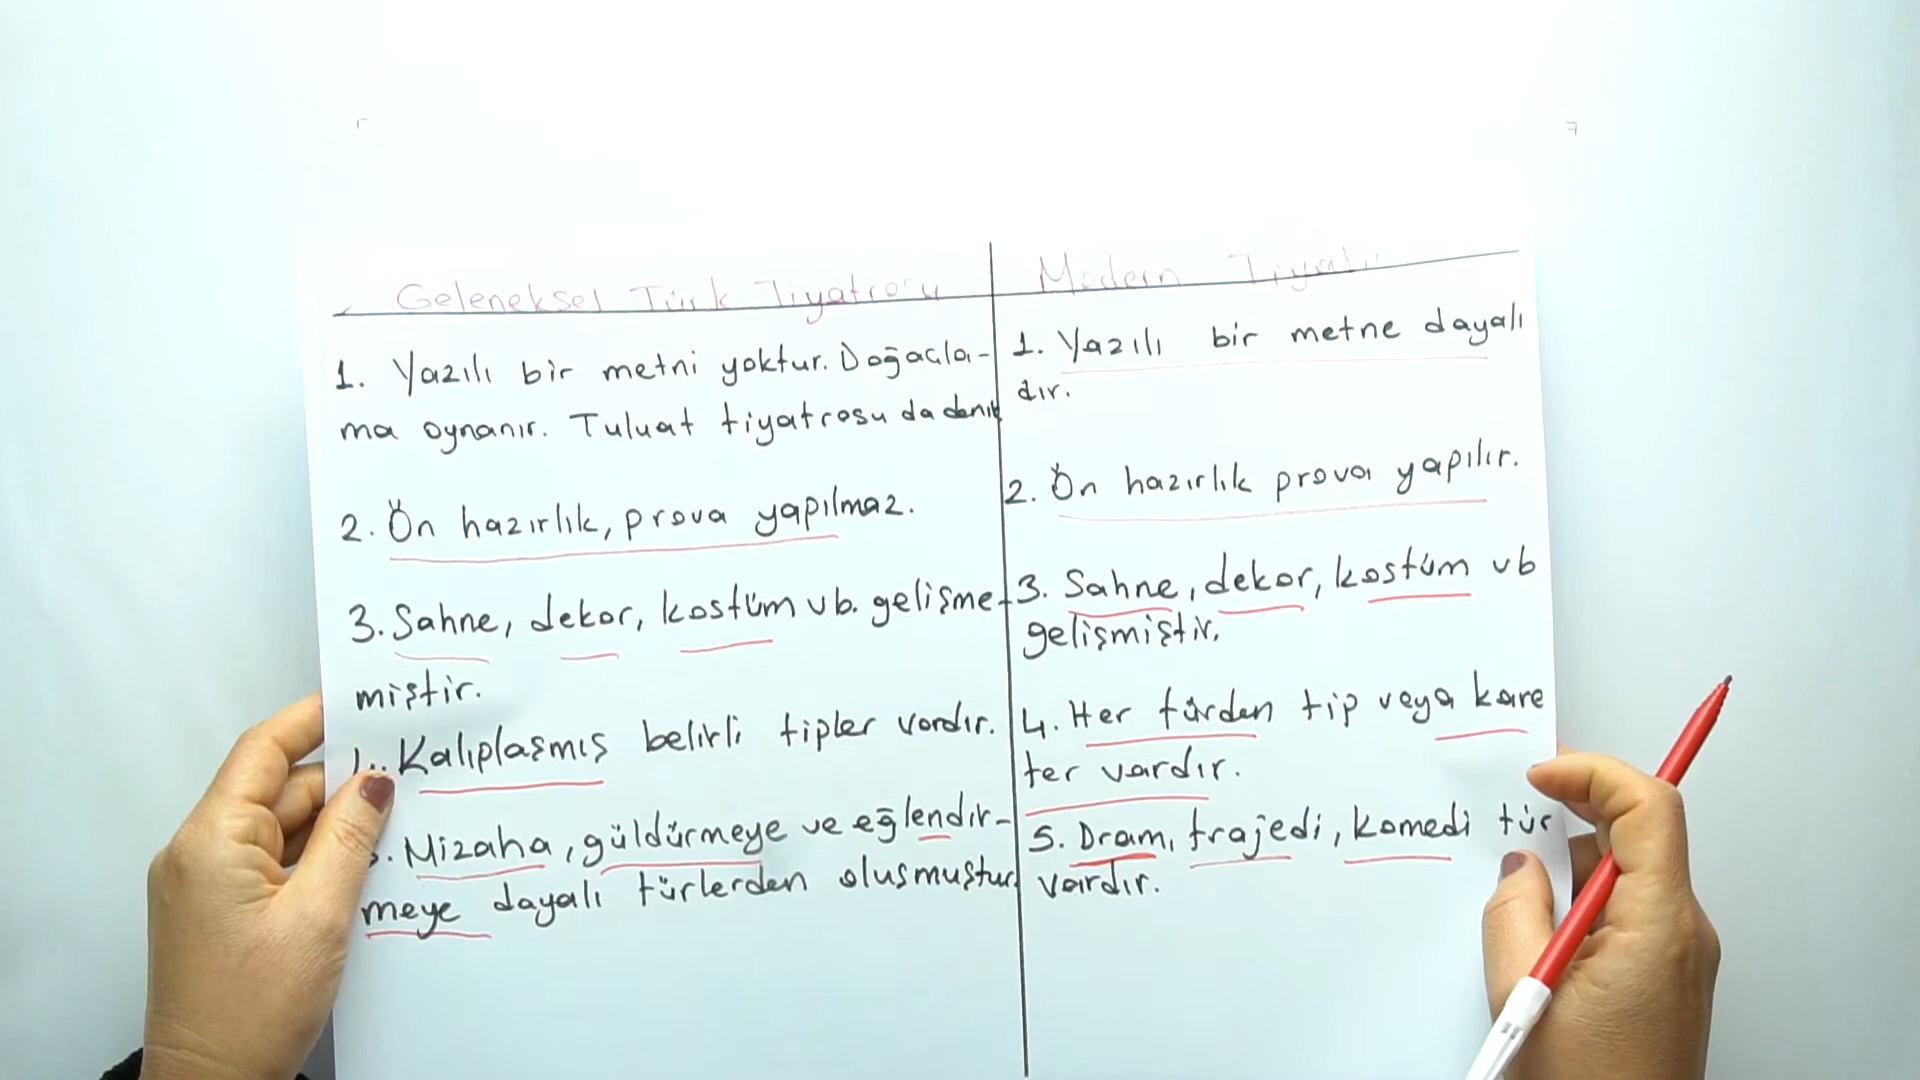 Geleneksel Türk Tiyatrosu
1. Yazılı bir metni yoktur. Doğaçla-
ma oynanır. Tuluat tiyatrosu da denir
2. Ön hazırlık, prova yapılmaz.
3. Sahne, dekor, kostüm vb. gelişme-
miştir.
Kalıplaşmış belirli tipler vardır.
Mizaha, güldürmeye ve eğlendir-
meye dayalı türlerden oluşmuştur
Modern
1. Yazılı bir metne dayalı
dır.
2. Ön hazırlık prova yapılır.
3. Sahne, dekor, kostüm vb
gelişmiştir.
4. Her türden tip veya kare
ter vardır.
5. Dram, trajedi, komedi tür
vardır.